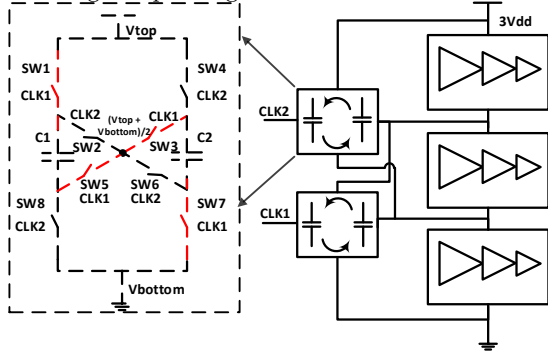 Vtop
3Vdd
SW1
SW4
CLK1
CLK2
CLK2
CLK1
(Vtop +
Vbottom)/2
CLK2
C1
C2
SW2
SW3
SW5
SW6
CLK1
CLK2
SW8
SW7
CLK1
CLK2
CLK1
Vbottom